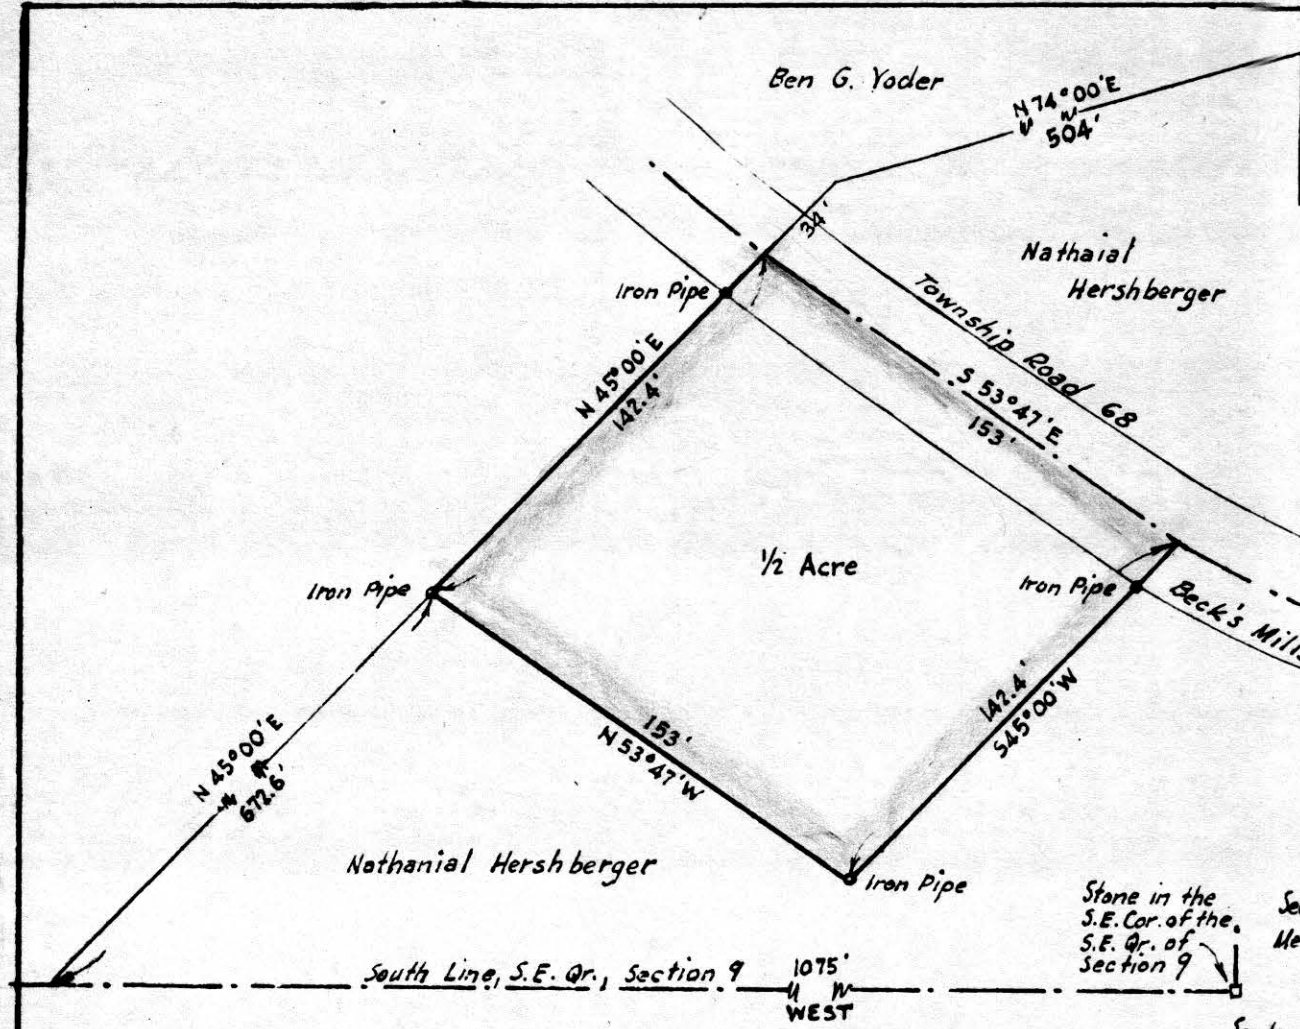 Ben G. Yoder
N 74°00'E
504'
34'
Nathaial
Hershberger
Iron Pipe
Township Road 68
N 45°00'E
142.4'
S 53°47'E
153'
1/2 Acre
Iron Pipe
Iron Pipe
Beck's Mills
142.4'
S45°00'W
153'
N 53°47'W
N 45°00'E
672.6'
Nathanial Hershberger
Iron Pipe
Stone in the
S.E. Cor. of the
S.E. Qr. of
Section 9
South Line, S.E. Qr., Section 9
1075'
WEST